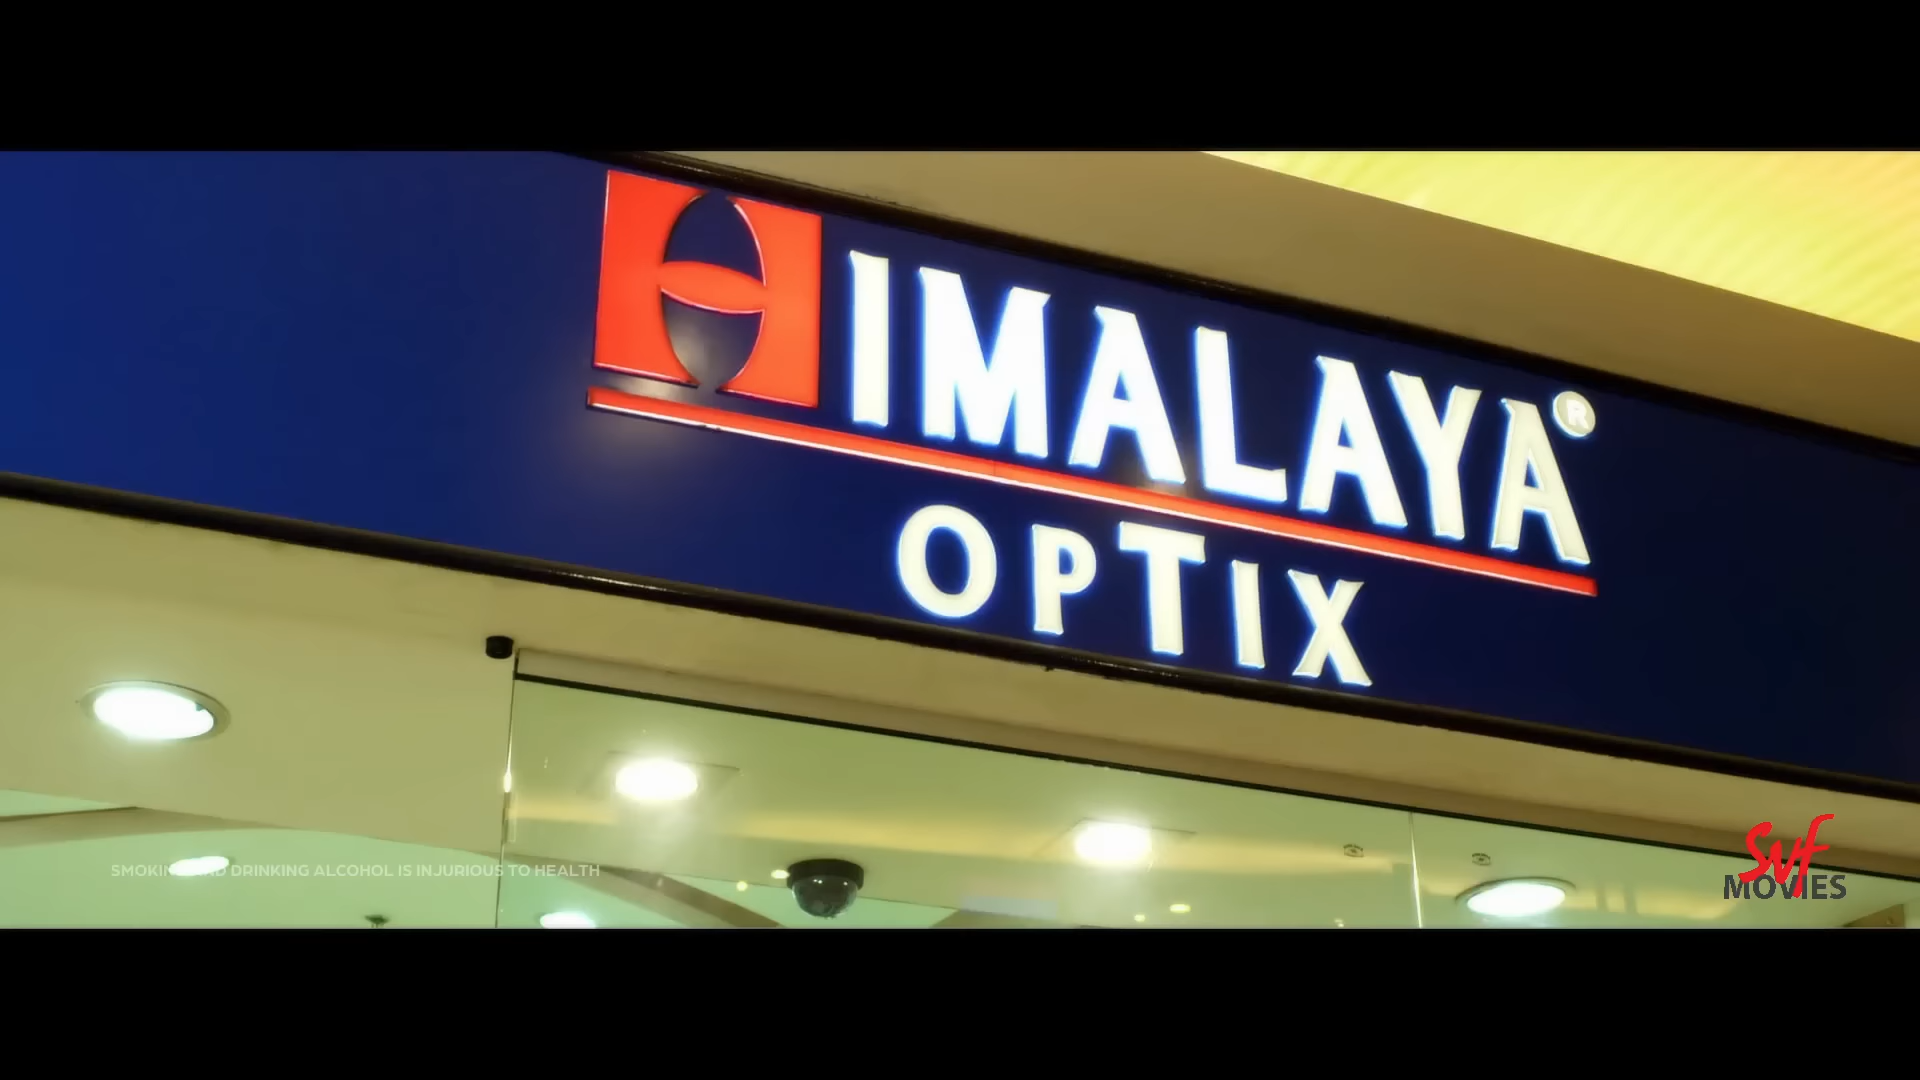 HIMALAYA®
OPTIX
SMOKING AND DRINKING ALCOHOL IS INJURIOUS TO HEALTH
SVF
MOVIES